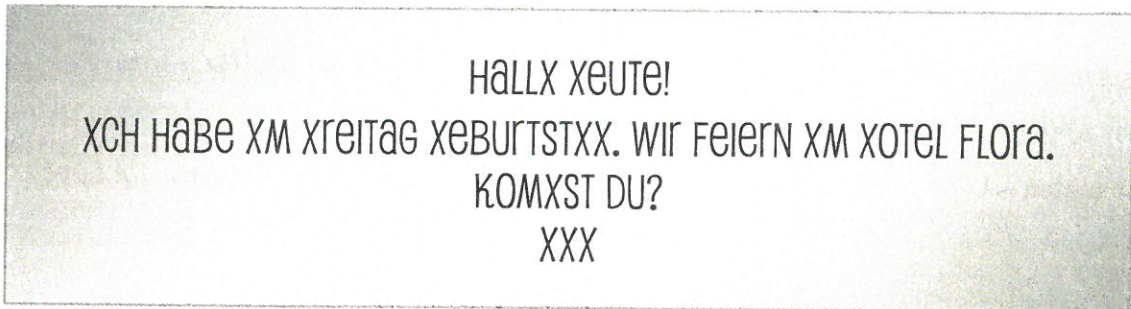 HALLX XEUTE!
XCH HABE XM XREITAG XEBURTSTXX. WIR FEIERN XM XOTEL FLORA.
KOMXST DU?
XXX